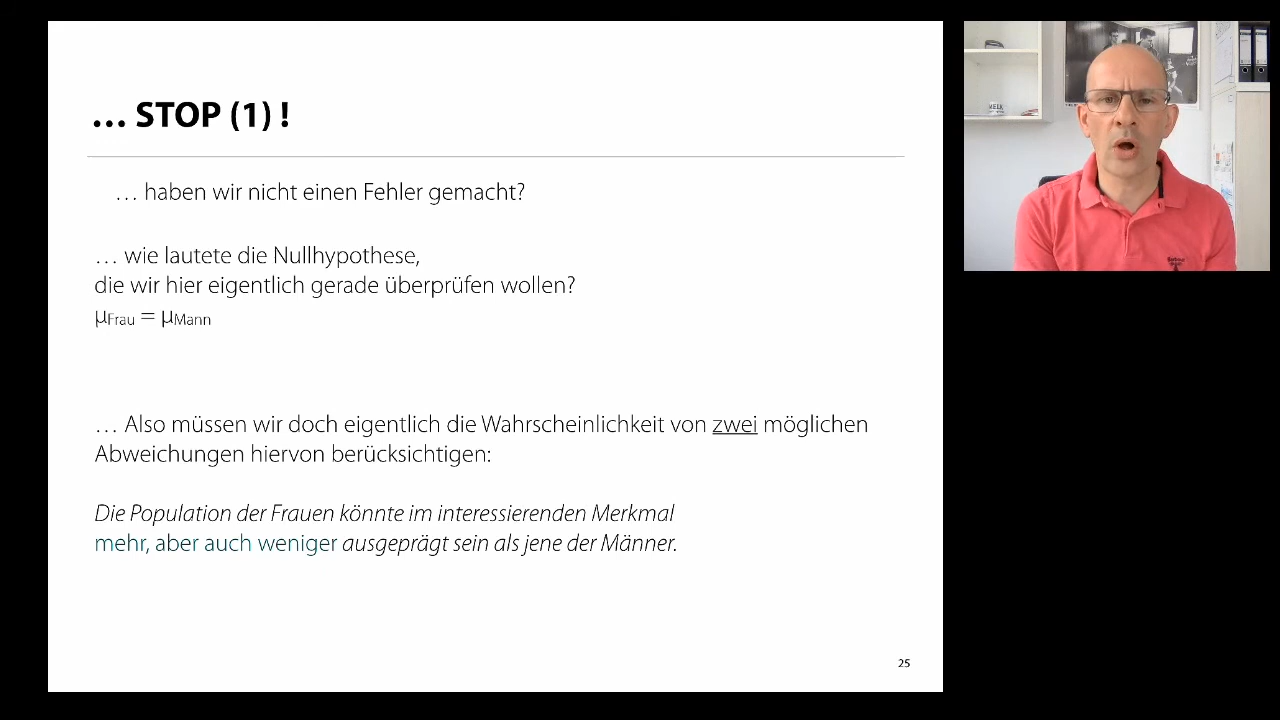 … STOP (1) !
… haben wir nicht einen Fehler gemacht?
… wie lautete die Nullhypothese,
die wir hier eigentlich gerade überprüfen wollen?
μFrau = μMann
… Also müssen wir doch eigentlich die Wahrscheinlichkeit von zwei möglichen
Abweichungen hiervon berücksichtigen:
Die Population der Frauen könnte im interessierenden Merkmal
mehr, aber auch weniger ausgeprägt sein als jene der Männer.
25